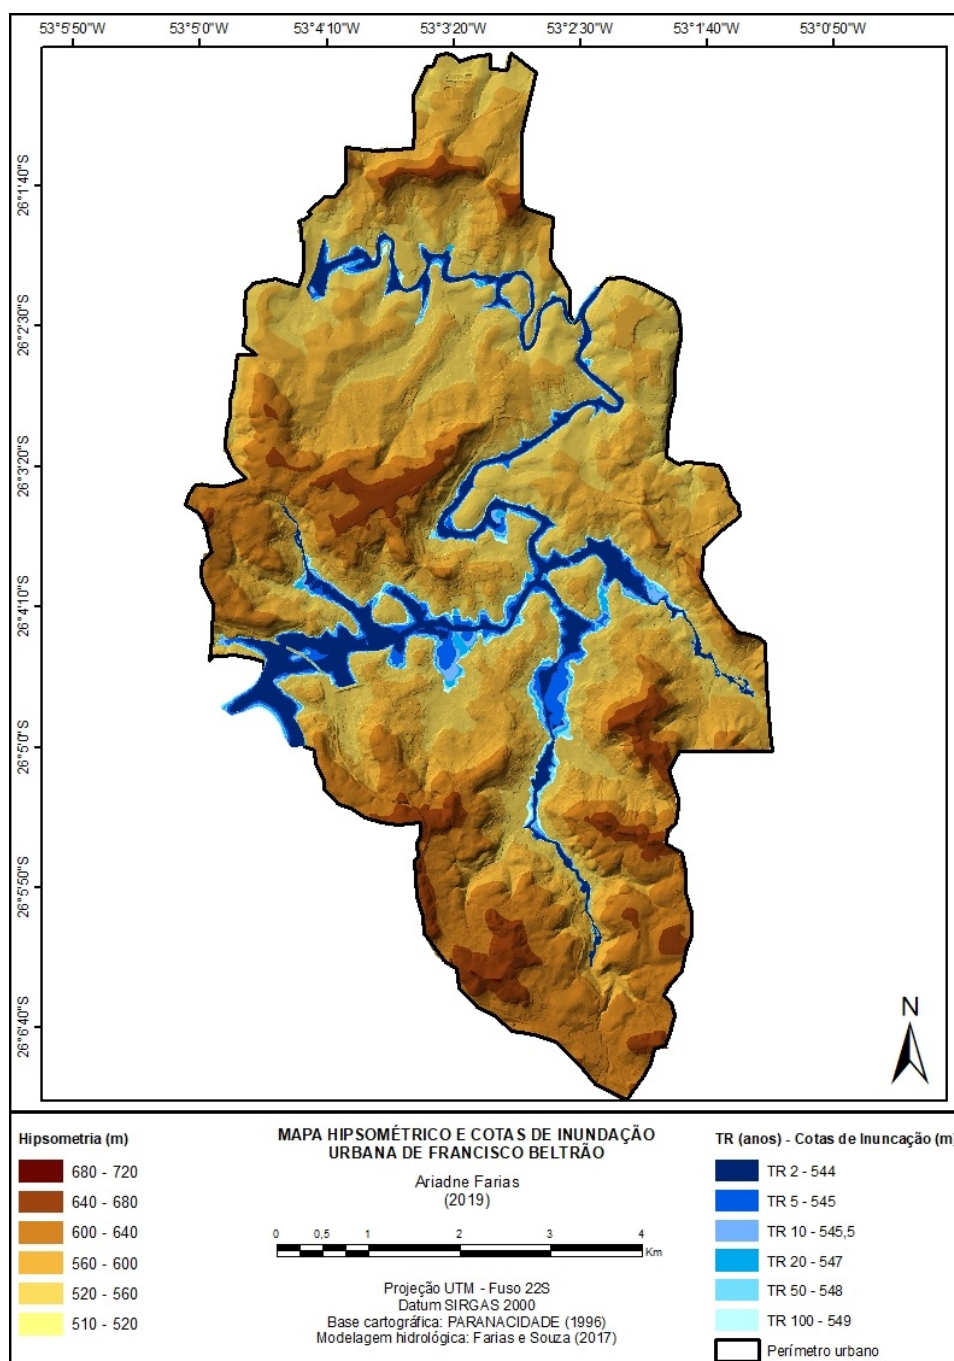 53°5'50"W 53°5'0"W 53°4'10"W 53°3'20"W 53°2'30"W 53°1'40"W 53°0'50"W
26°1'40"S
26°2'30"S
26°3'20"S
26°4'10"S
26°5'0"S
26°5'50"S
26°6'40"S
N
Hipsometria (m)
680 - 720
640 - 680
600 - 640
560 - 600
520 - 560
510 - 520
MAPA HIPSOMÉTRICO E COTAS DE INUNDAÇÃO
URBANA DE FRANCISCO BELTRÃO
Ariadne Farias
(2019)
0 0,5 1 2 3 4
Km
Projeção UTM - Fuso 22S
Datum SIRGAS 2000
Base cartográfica: PARANACIDADE (1996)
Modelagem hidrológica: Farias e Souza (2017)
TR (anos) - Cotas de Inuncação (m)
TR 2 - 544
TR 5 - 545
TR 10 - 545,5
TR 20 - 547
TR 50 - 548
TR 100 - 549
Perímetro urbano